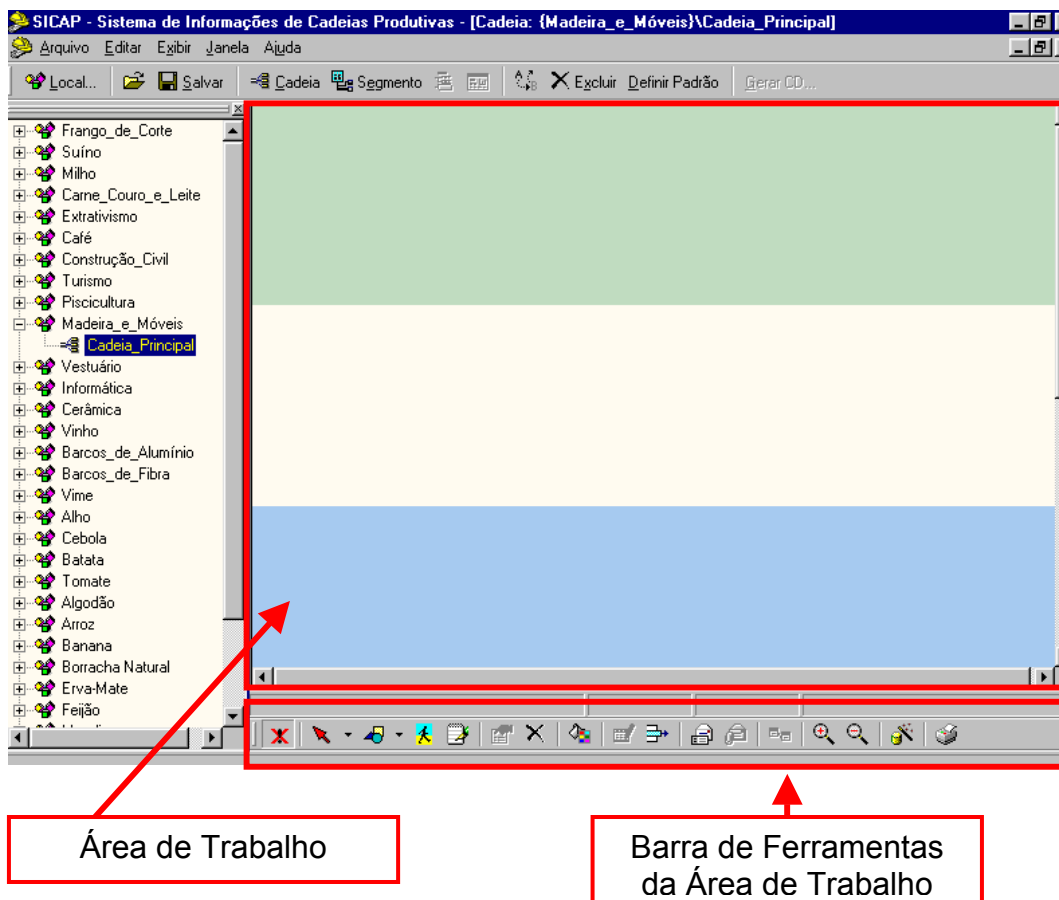 SICAP - Sistema de Informações de Cadeias Produtivas - [Cadeia: {Madeira_e_Móveis}\Cadeia_Principal]
Arquivo Editar Exibir Janela Ajuda
Local... Salvar Cadeia Segmento Excluir Definir Padrão Gerar CD...
Frango_de_Corte
Suíno
Milho
Carne_Couro_e_Leite
Extrativismo
Café
Construção_Civil
Turismo
Piscicultura
Madeira_e_Móveis
Cadeia_Principal
Vestuário
Informática
Cerâmica
Vinho
Barcos_de_Alumínio
Barcos_de_Fibra
Vime
Alho
Cebola
Batata
Tomate
Algodão
Arroz
Banana
Borracha Natural
Erva-Mate
Feijão
Área de Trabalho
Barra de Ferramentas
da Área de Trabalho